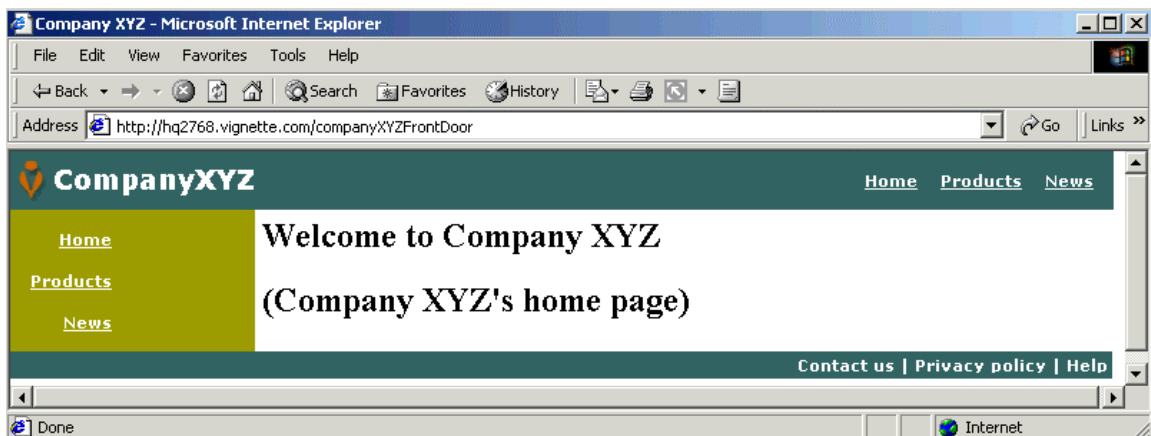 Company XYZ - Microsoft Internet Explorer
File Edit View Favorites Tools Help
Back Search Favorites History
Address http://hq2768.vignette.com/companyXYZFrontDoor Go Links »
CompanyXYZ Home Products News
Home
Products
News
Welcome to Company XYZ
(Company XYZ's home page)
Contact us | Privacy policy | Help
Done Internet